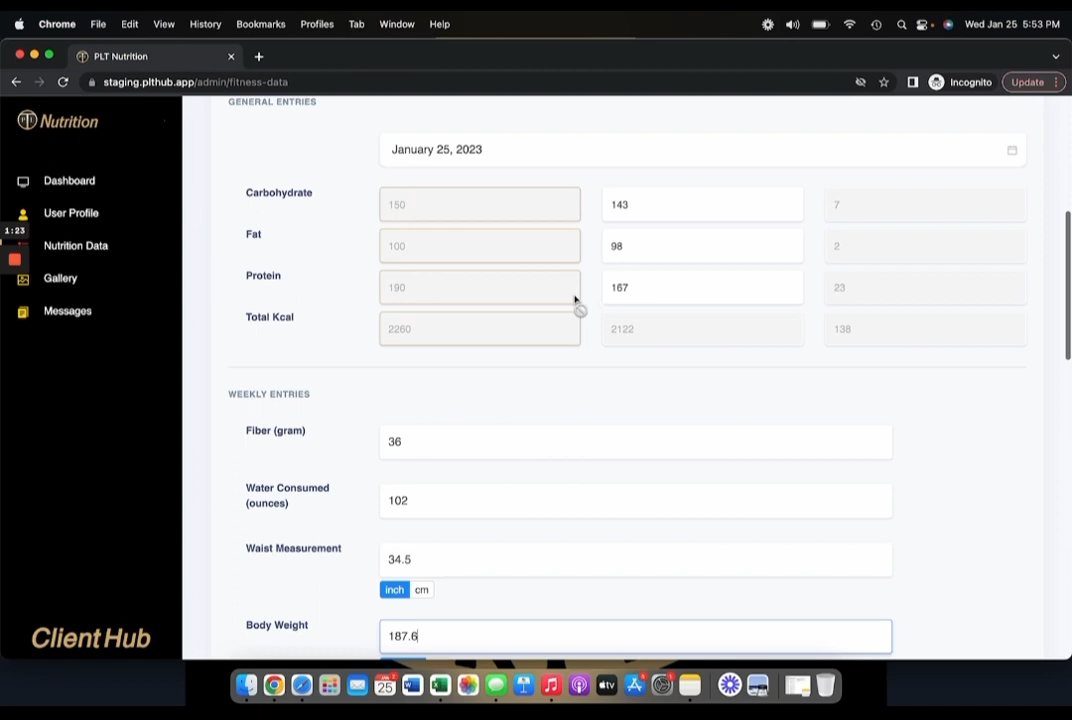 Chrome File Edit View History Bookmarks Profiles Tab Window Help Wed Jan 25 5:53 PM
PLT Nutrition
staging.plthub.app/admin/fitness-data Incognito Update
Nutrition
Dashboard
User Profile
1:23
Nutrition Data
Gallery
Messages
Client Hub
GENERAL ENTRIES
January 25, 2023
Carbohydrate 150 143 7
Fat 100 98 2
Protein 190 167 23
Total Kcal 2260 2122 138
WEEKLY ENTRIES
Fiber (gram) 36
Water Consumed (ounces) 102
Waist Measurement 34.5
inch cm
Body Weight 187.6
25